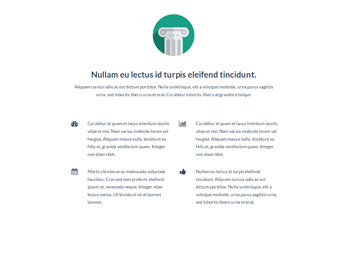 Nullam eu lectus id turpis eleifend tincidunt.
Aliquam cursus odio ac est dictum porttitor. Nulla scelerisque, elit a volutpat metus, urna purus sagittis
urna, sed lobortis libero urna et erat. Curabitur lobortis, libero at gravida tristique
Curabitur id quam et lacus interdum iaculis
vitae et nisi. Nam varius molestie lorem vel
feugiat. Aliquam massa nulla, tincidunt eu
felis at, gravida vestibulum quam. Integer
non diam nibh.
Curabitur id quam et lacus interdum iaculis
vitae et nisi. Nam varius molestie lorem vel
feugiat. Aliquam massa nulla, tincidunt eu
felis at, gravida vestibulum quam. Integer
non diam nibh.
Morbi ultricies eros malesuada vulputate
faucibus. Cras sed sem pretium, eleifend
ipsum ac, venenatis neque. Integer vitae
lectus metus. Ut tincidunt mi at laoreet
laoreet.
Nullam eu lectus id turpis eleifend
tincidunt. Aliquam cursus odio ac est
dictum porttitor. Nulla scelerisque, elit a
volutpat metus, urna purus sagittis urna,
sed lobortis libero urna et erat.